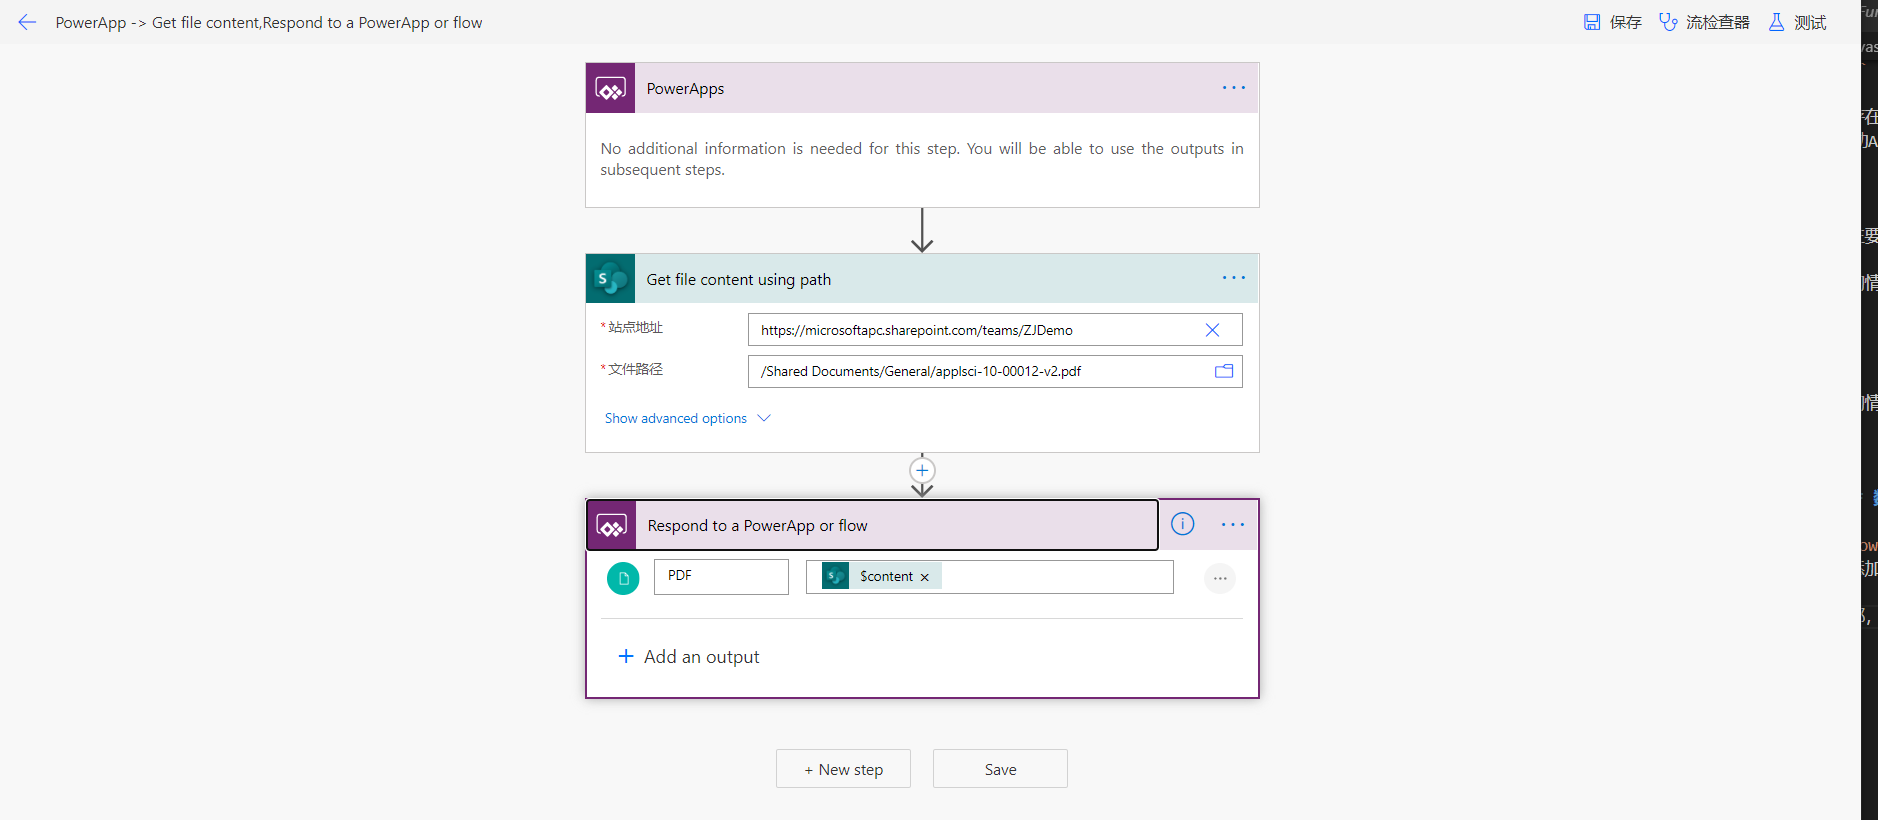 PowerApp -> Get file content,Respond to a PowerApp or flow
保存
流检查器
测试
PowerApps
No additional information is needed for this step. You will be able to use the outputs in
subsequent steps.
Get file content using path
*站点地址
https://microsoftapc.sharepoint.com/teams/ZJDemo
*文件路径
/Shared Documents/General/applsci-10-00012-v2.pdf
Show advanced options
Respond to a PowerApp or flow
PDF
$content
Add an output
+ New step
Save